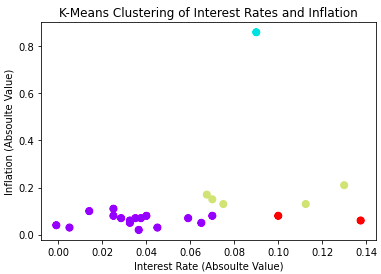 K-Means Clustering of Interest Rates and Inflation
Inflation (Absoulte Value)
0.8
0.6
0.4
0.2
0.0
0.00 0.02 0.04 0.06 0.08 0.10 0.12 0.14
Interest Rate (Absoulte Value)